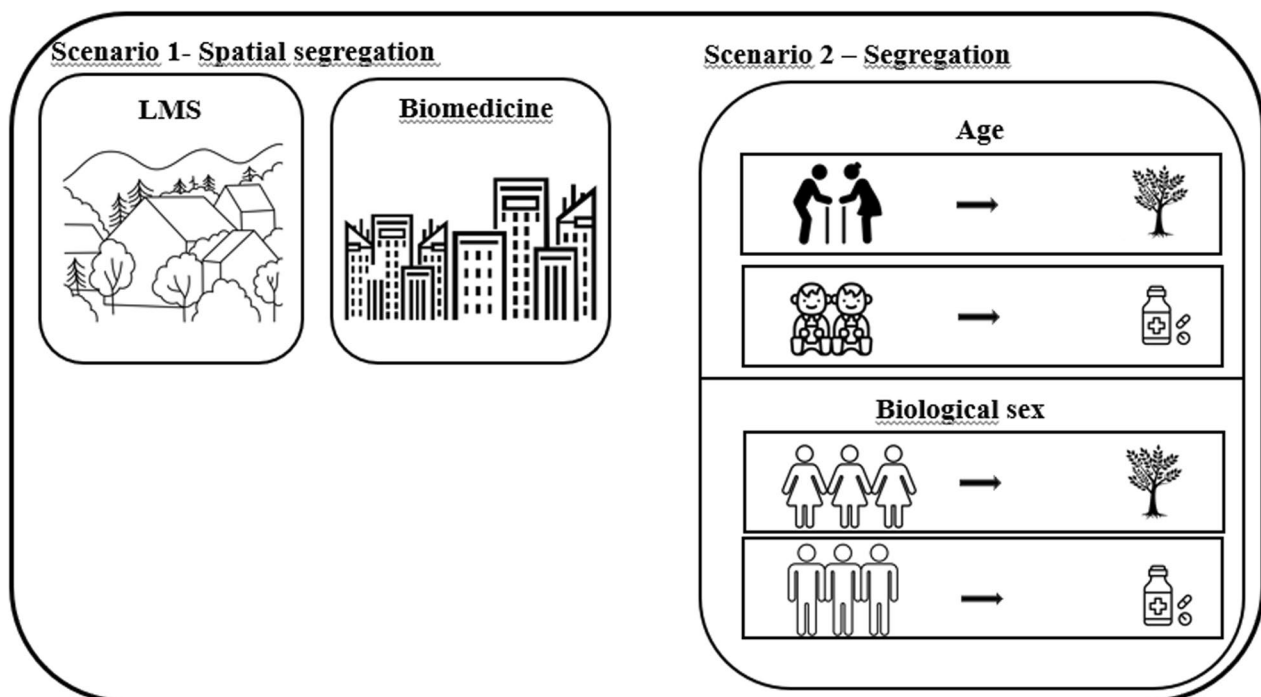 Scenario 1- Spatial segregation
LMS
Biomedicine
Scenario 2 – Segregation
Age
Biological sex